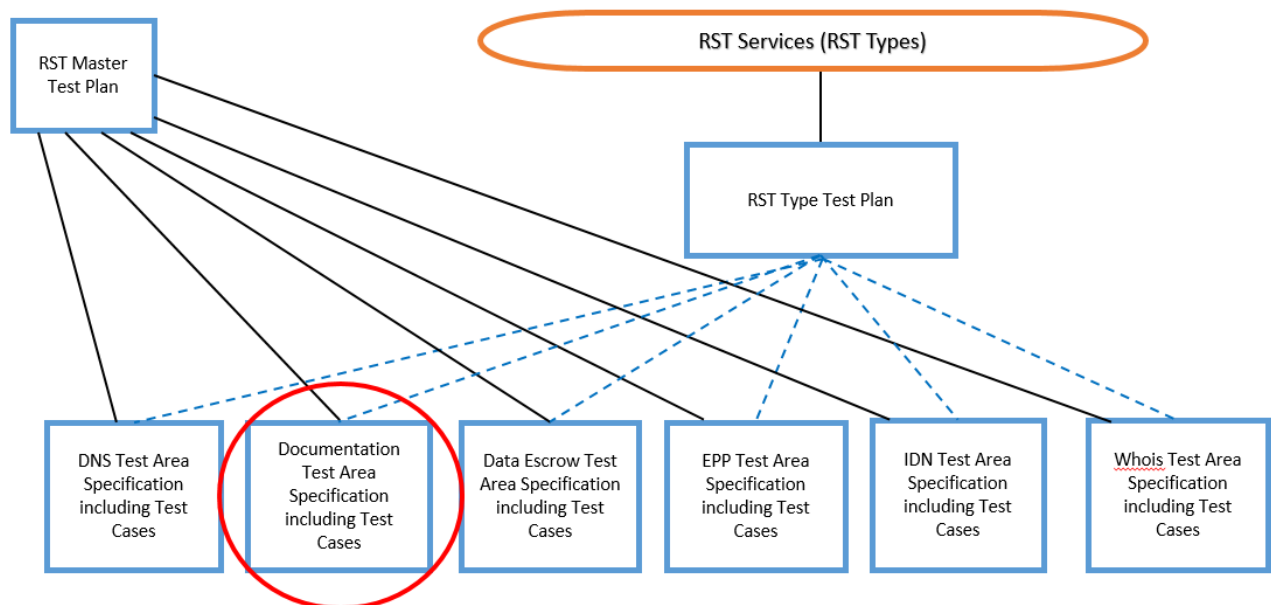 RST Services (RST Types)
RST Master
Test Plan
RST Type Test Plan
DNS Test Area
Specification
including Test
Cases
Documentation
Test Area
Specification
including Test
Cases
Data Escrow Test
Area Specification
including Test
Cases
EPP Test Area
Specification
including Test
Cases
IDN Test Area
Specification
including Test
Cases
Whois Test Area
Specification
including Test
Cases